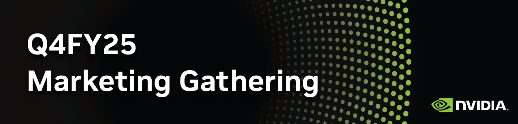 Q4FY25
Marketing Gathering
NVIDIA.